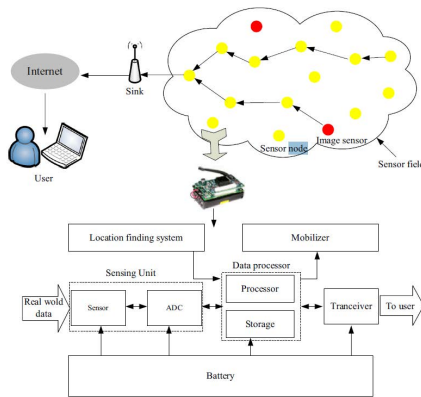 Internet
Sink
User
Image sensor
Sensor node
Sensor field
Location finding system
Mobilizer
Sensing Unit
Data processor
Real wold
data
Sensor
ADC
Processor
Storage
Tranceiver
To user
Battery